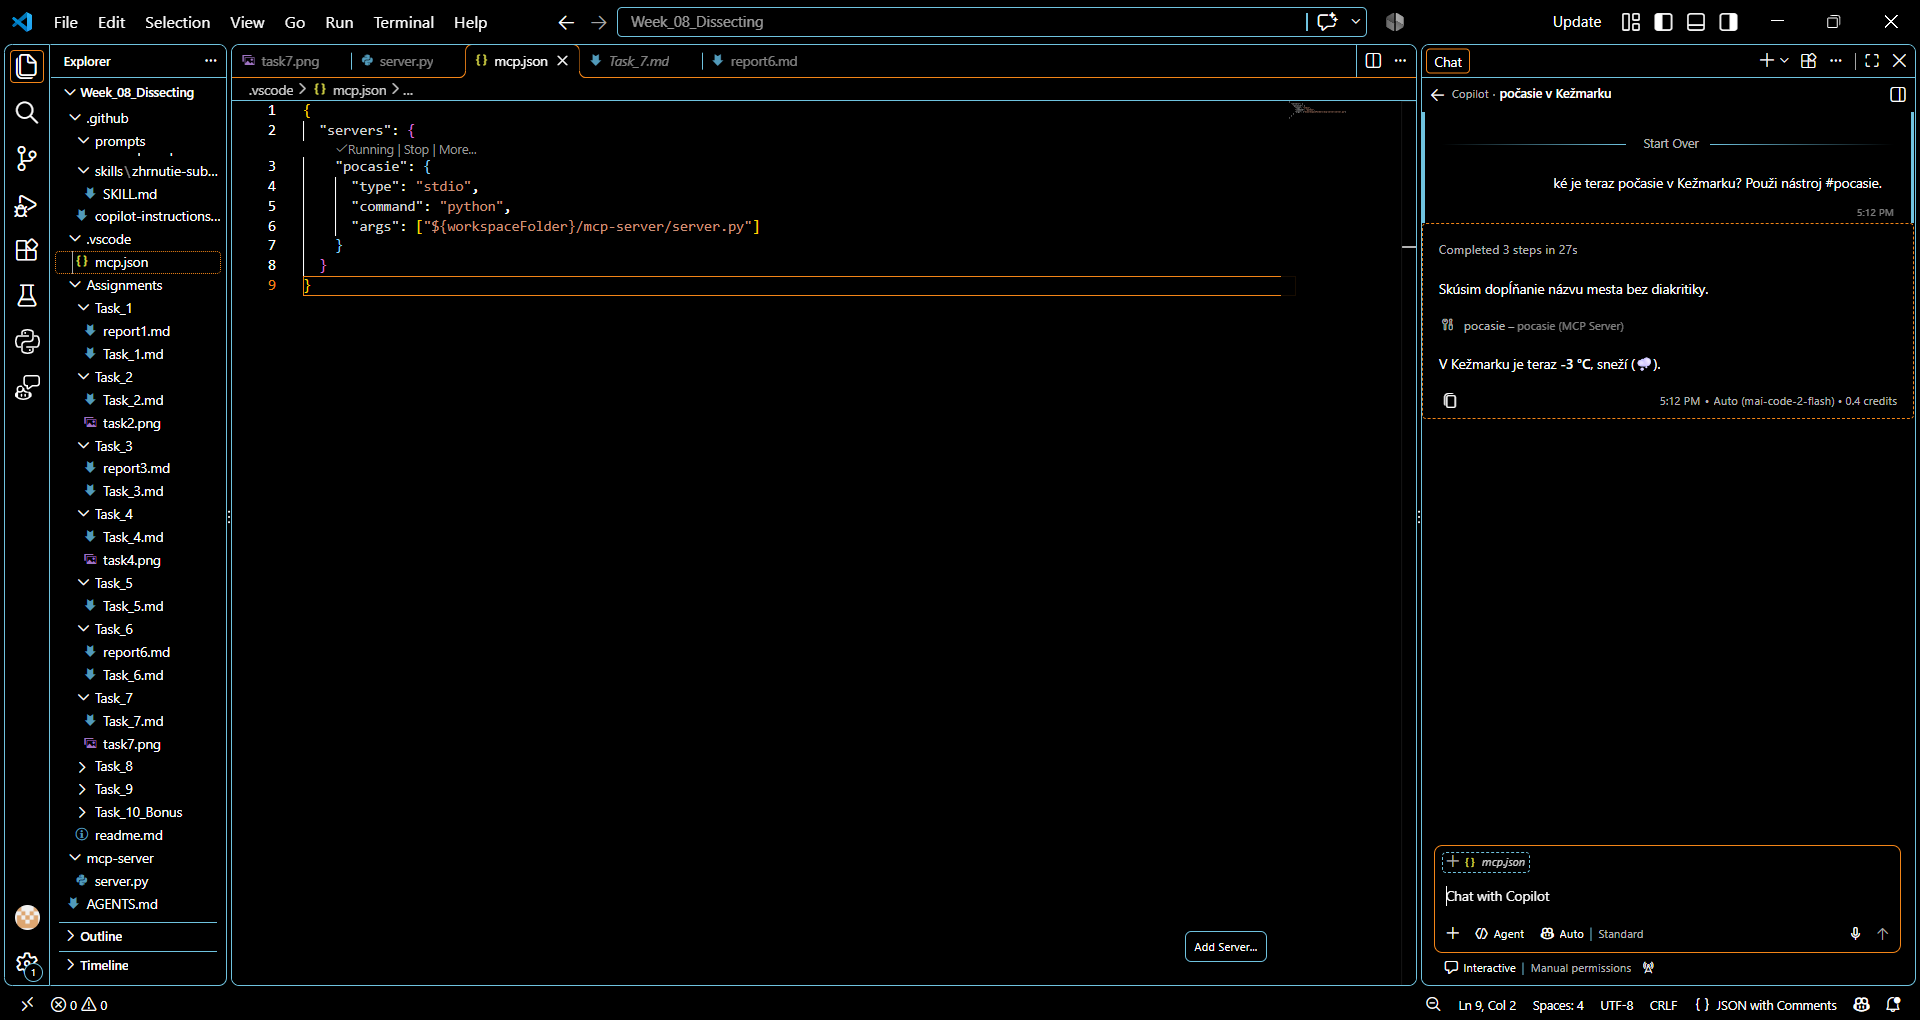 File Edit Selection View Go Run Terminal Help
Week_08_Dissecting
Update
Explorer
Week_08_Dissecting
.github
prompts
skills\zhrnutie-sub...
SKILL.md
copilot-instructions...
.vscode
mcp.json
Assignments
Task_1
report1.md
Task_1.md
Task_2
Task_2.md
task2.png
Task_3
report3.md
Task_3.md
Task_4
Task_4.md
task4.png
Task_5
Task_5.md
Task_6
report6.md
Task_6.md
Task_7
Task_7.md
task7.png
Task_8
Task_9
Task_10_Bonus
readme.md
mcp-server
server.py
AGENTS.md
Outline
Timeline
1
task7.png server.py mcp.json Task_7.md report6.md
.vscode > {} mcp.json > ...
1 {
2 "servers": {
Running | Stop | More...
3 "pocasie": {
4 "type": "stdio",
5 "command": "python",
6 "args": ["${workspaceFolder}/mcp-server/server.py"]
7 }
8 }
9 }
Add Server...
Chat
Copilot · počasie v Kežmarku
Start Over
ké je teraz počasie v Kežmarku? Použi nástroj #pocasie.
5:12 PM
Completed 3 steps in 27s
Skúsim dopĺňanie názvu mesta bez diakritiky.
pocasie – pocasie (MCP Server)
V Kežmarku je teraz -3 °C, sneží (🌨️).
5:12 PM • Auto (mai-code-2-flash) • 0.4 credits
{} mcp.json
Chat with Copilot
Agent Auto | Standard
Interactive | Manual permissions
0 0
Ln 9, Col 2 Spaces: 4 UTF-8 CRLF {} JSON with Comments